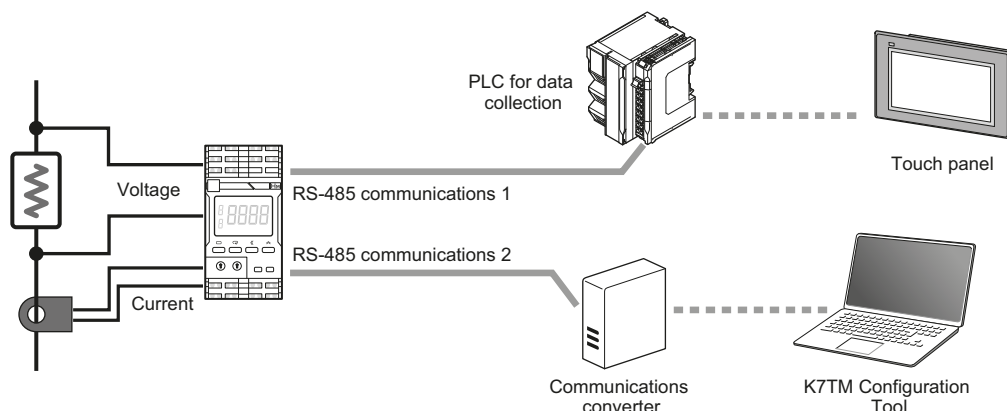 PLC for data
collection
Touch panel
Voltage
RS-485 communications 1
RS-485 communications 2
Current
Communications
converter
K7TM Configuration
Tool